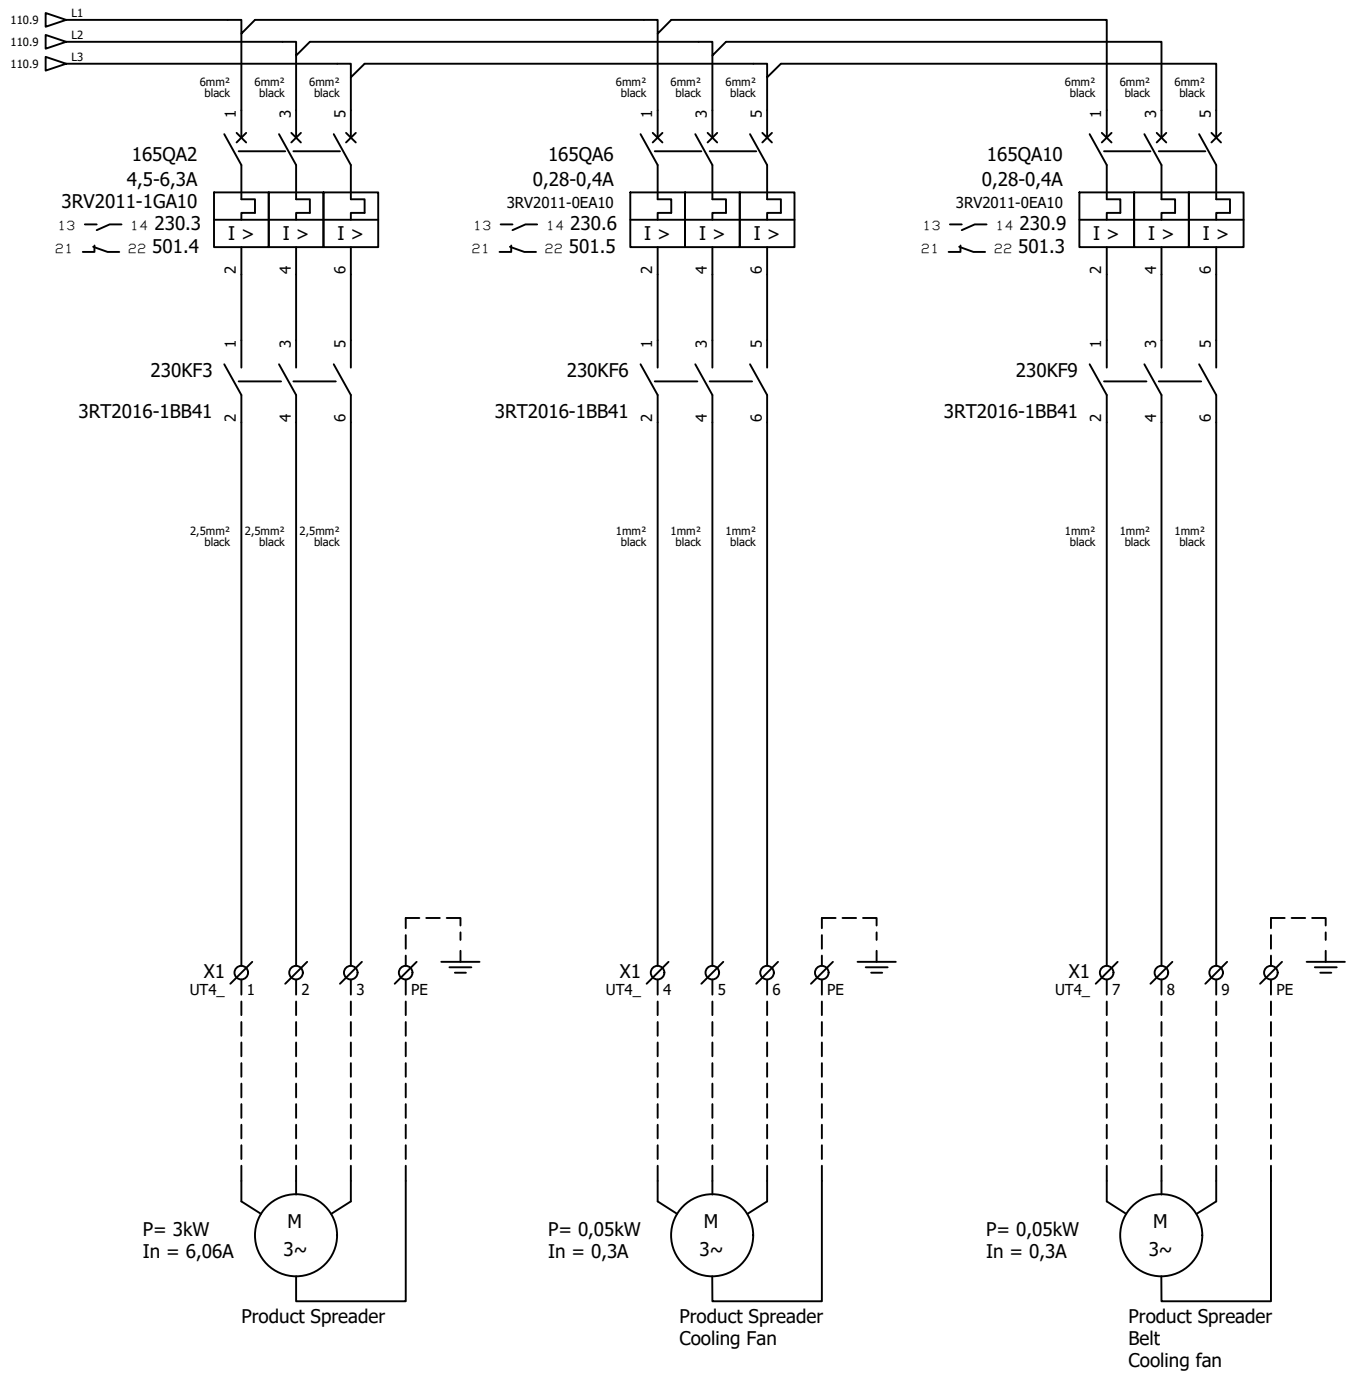 110.9 L1
110.9 L2
110.9 L3
6mm² 6mm² 6mm² 6mm² 6mm² 6mm² 6mm² 6mm² 6mm²
black black black black black black black black black
1 3 5 1 3 5 1 3 5
165QA2
4,5-6,3A
3RV2011-1GA10
13 14 230.3
21 22 501.4
I > I > I >
2 4 6
165QA6
0,28-0,4A
3RV2011-0EA10
13 14 230.6
21 22 501.5
I > I > I >
2 4 6
165QA10
0,28-0,4A
3RV2011-0EA10
13 14 230.9
21 22 501.3
I > I > I >
2 4 6
1 3 5
230KF3
3RT2016-1BB41
2 4 6
1 3 5
230KF6
3RT2016-1BB41
2 4 6
1 3 5
230KF9
3RT2016-1BB41
2 4 6
2,5mm² 2,5mm² 2,5mm² 1mm² 1mm² 1mm² 1mm² 1mm² 1mm²
black black black black black black black black black
X1
UT4_ 1 2 3 PE
X1
UT4_ 4 5 6 PE
X1
UT4_ 7 8 9 PE
P= 3kW
In = 6,06A
M
3~
Product Spreader
P= 0,05kW
In = 0,3A
M
3~
Product Spreader
Cooling Fan
P= 0,05kW
In = 0,3A
M
3~
Product Spreader
Belt
Cooling fan